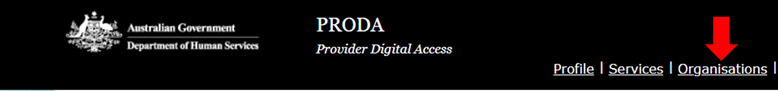 Australian Government
Department of Human Services
PRODA
Provider Digital Access
Profile | Services | Organisations |